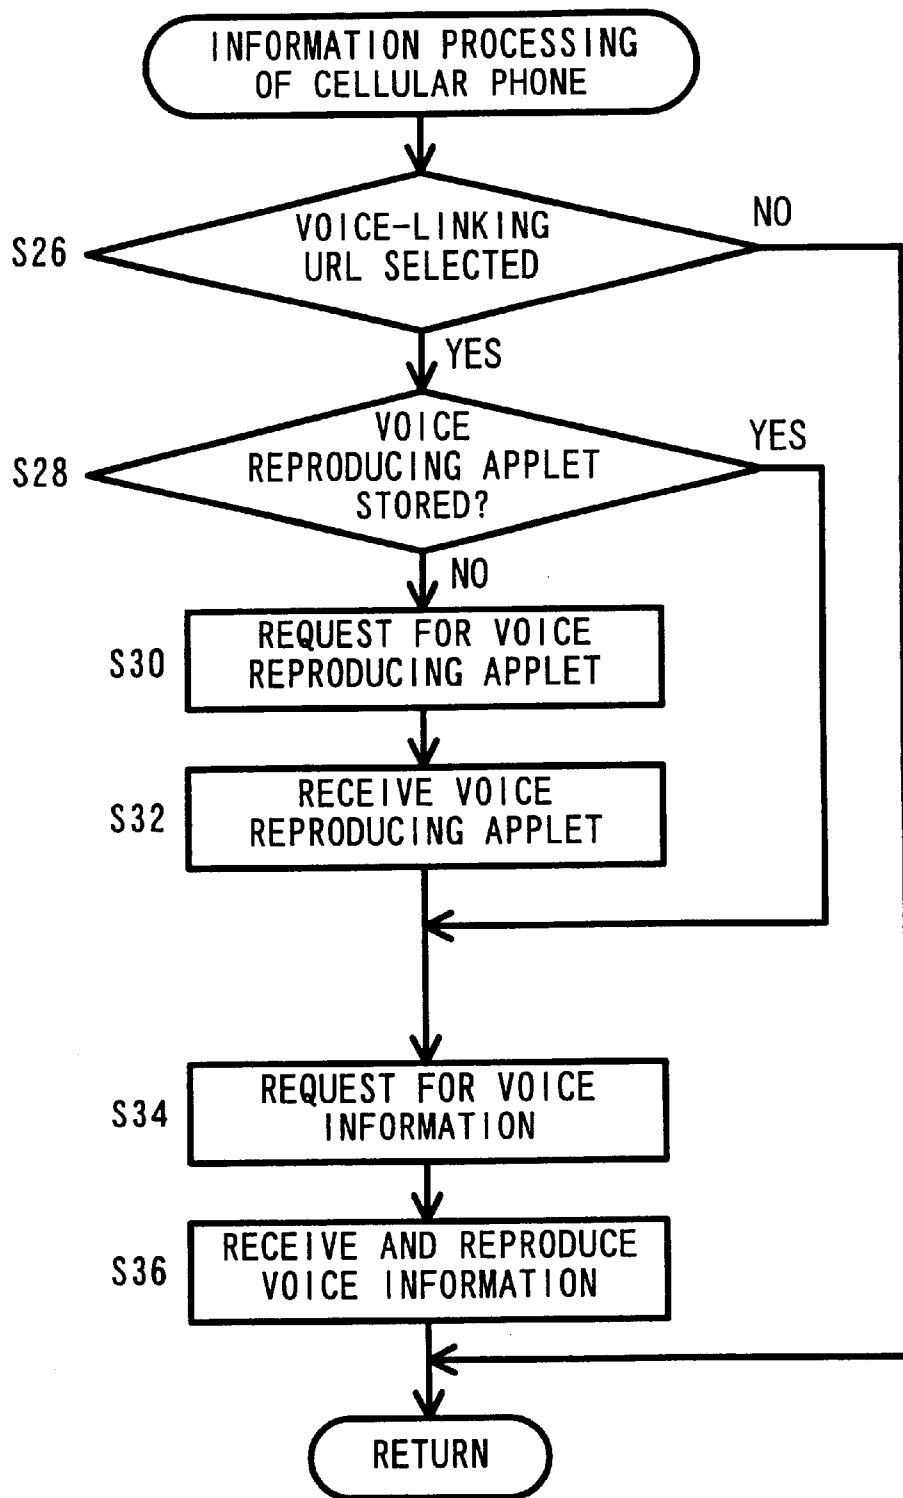 INFORMATION PROCESSING
OF CELLULAR PHONE
S26
VOICE-LINKING
URL SELECTED
NO
YES
S28
VOICE
REPRODUCING APPLET
STORED?
YES
NO
S30
REQUEST FOR VOICE
REPRODUCING APPLET
S32
RECEIVE VOICE
REPRODUCING APPLET
S34
REQUEST FOR VOICE
INFORMATION
S36
RECEIVE AND REPRODUCE
VOICE INFORMATION
RETURN